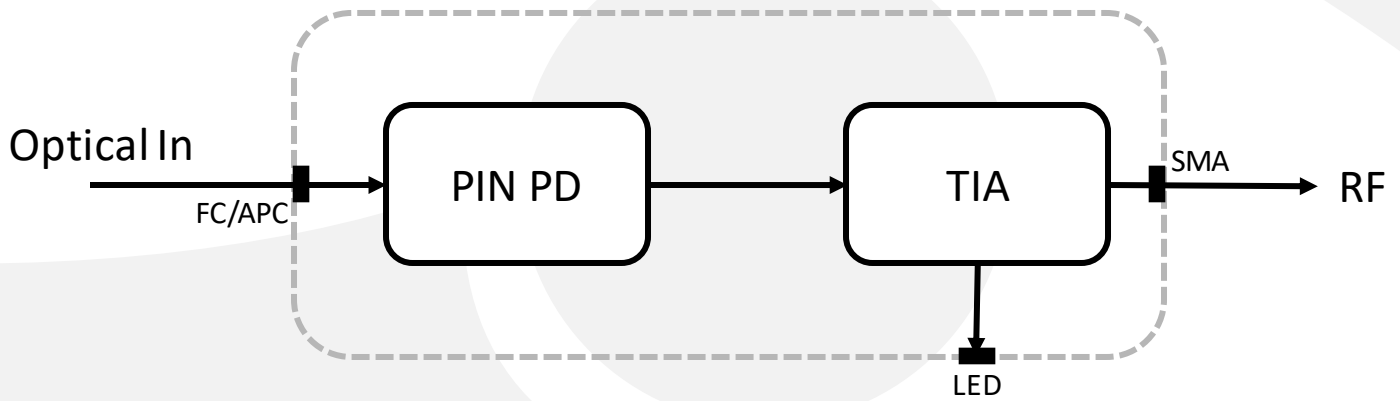 Optical In
FC/APC
PIN PD
TIA
SMA
RF
LED